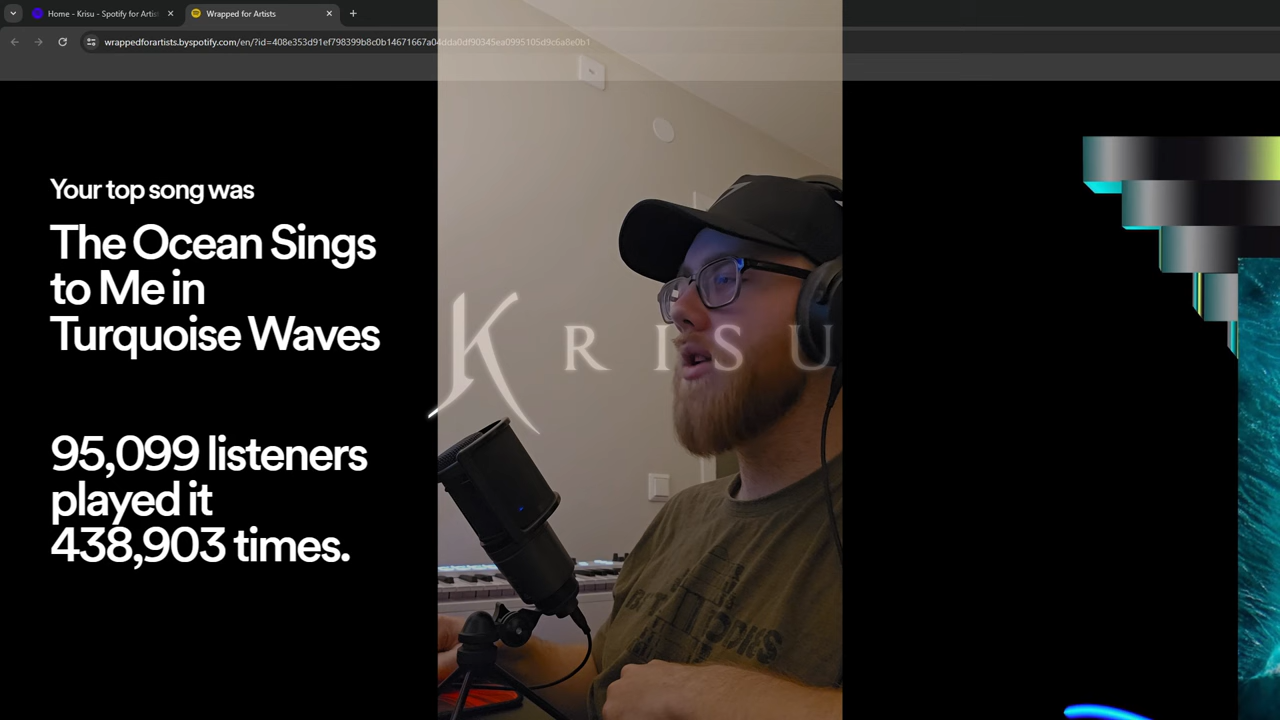 Home - Krisu - Spotify for Artis
Wrapped for Artists
wrappedforartists.byspotify.com/en/?id=408e353d91ef798399b8c0b14671667a04dda0df90345ea0995105d9c6a8e0b1
Your top song was
The Ocean Sings
to Me in
Turquoise Waves
KRISU
95,099 listeners
played it
438,903 times.